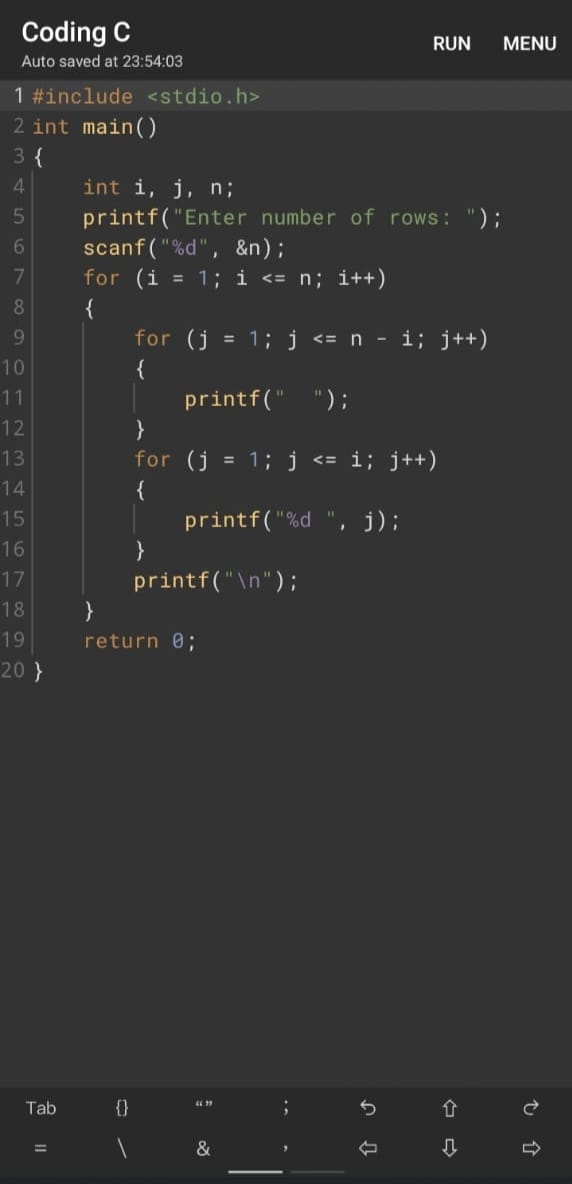 Coding C
Auto saved at 23:54:03
RUN MENU
1 #include <stdio.h>
2 int main()
3 {
4     int i, j, n;
5     printf("Enter number of rows: ");
6     scanf("%d", &n);
7     for (i = 1; i <= n; i++)
8     {
9         for (j = 1; j <= n - i; j++)
10         {
11             printf("  ");
12         }
13         for (j = 1; j <= i; j++)
14         {
15             printf("%d ", j);
16         }
17         printf("\n");
18     }
19     return 0;
20 }
Tab {} “” ;
= \ & ,